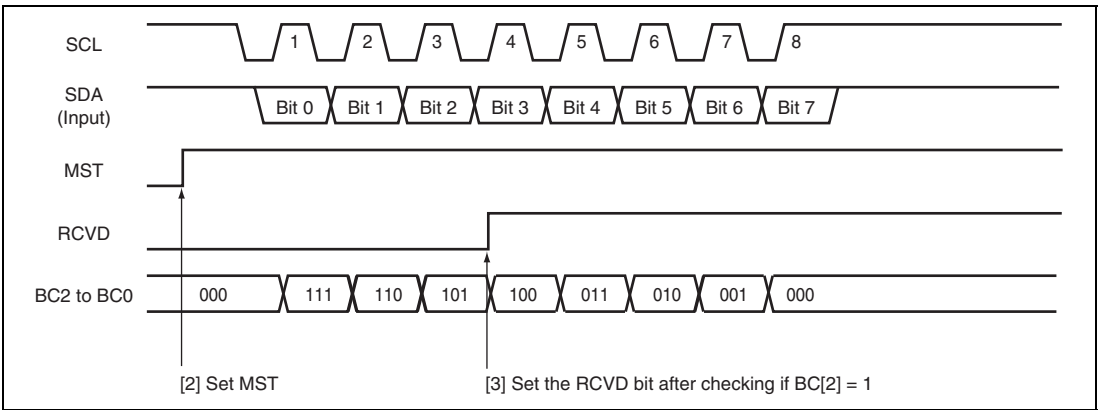 SCL 1 2 3 4 5 6 7 8
SDA
(Input) Bit 0 Bit 1 Bit 2 Bit 3 Bit 4 Bit 5 Bit 6 Bit 7
MST
RCVD
BC2 to BC0 000 111 110 101 100 011 010 001 000
[2] Set MST [3] Set the RCVD bit after checking if BC[2] = 1